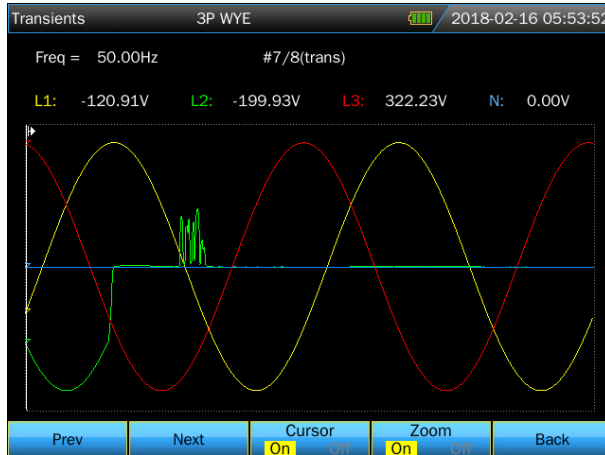 Transients 3P WYE 2018-02-16 05:53:52
Freq = 50.00Hz #7/8(trans)
L1: -120.91V L2: -199.93V L3: 322.23V N: 0.00V
Prev Next Cursor On Off Zoom On Off Back